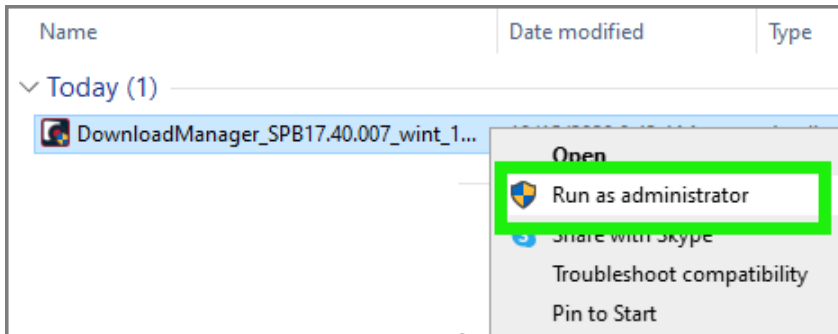 Name Date modified Type
Today (1)
DownloadManager_SPB17.40.007_wint_1...
Open
Run as administrator
Share with Skype
Troubleshoot compatibility
Pin to Start